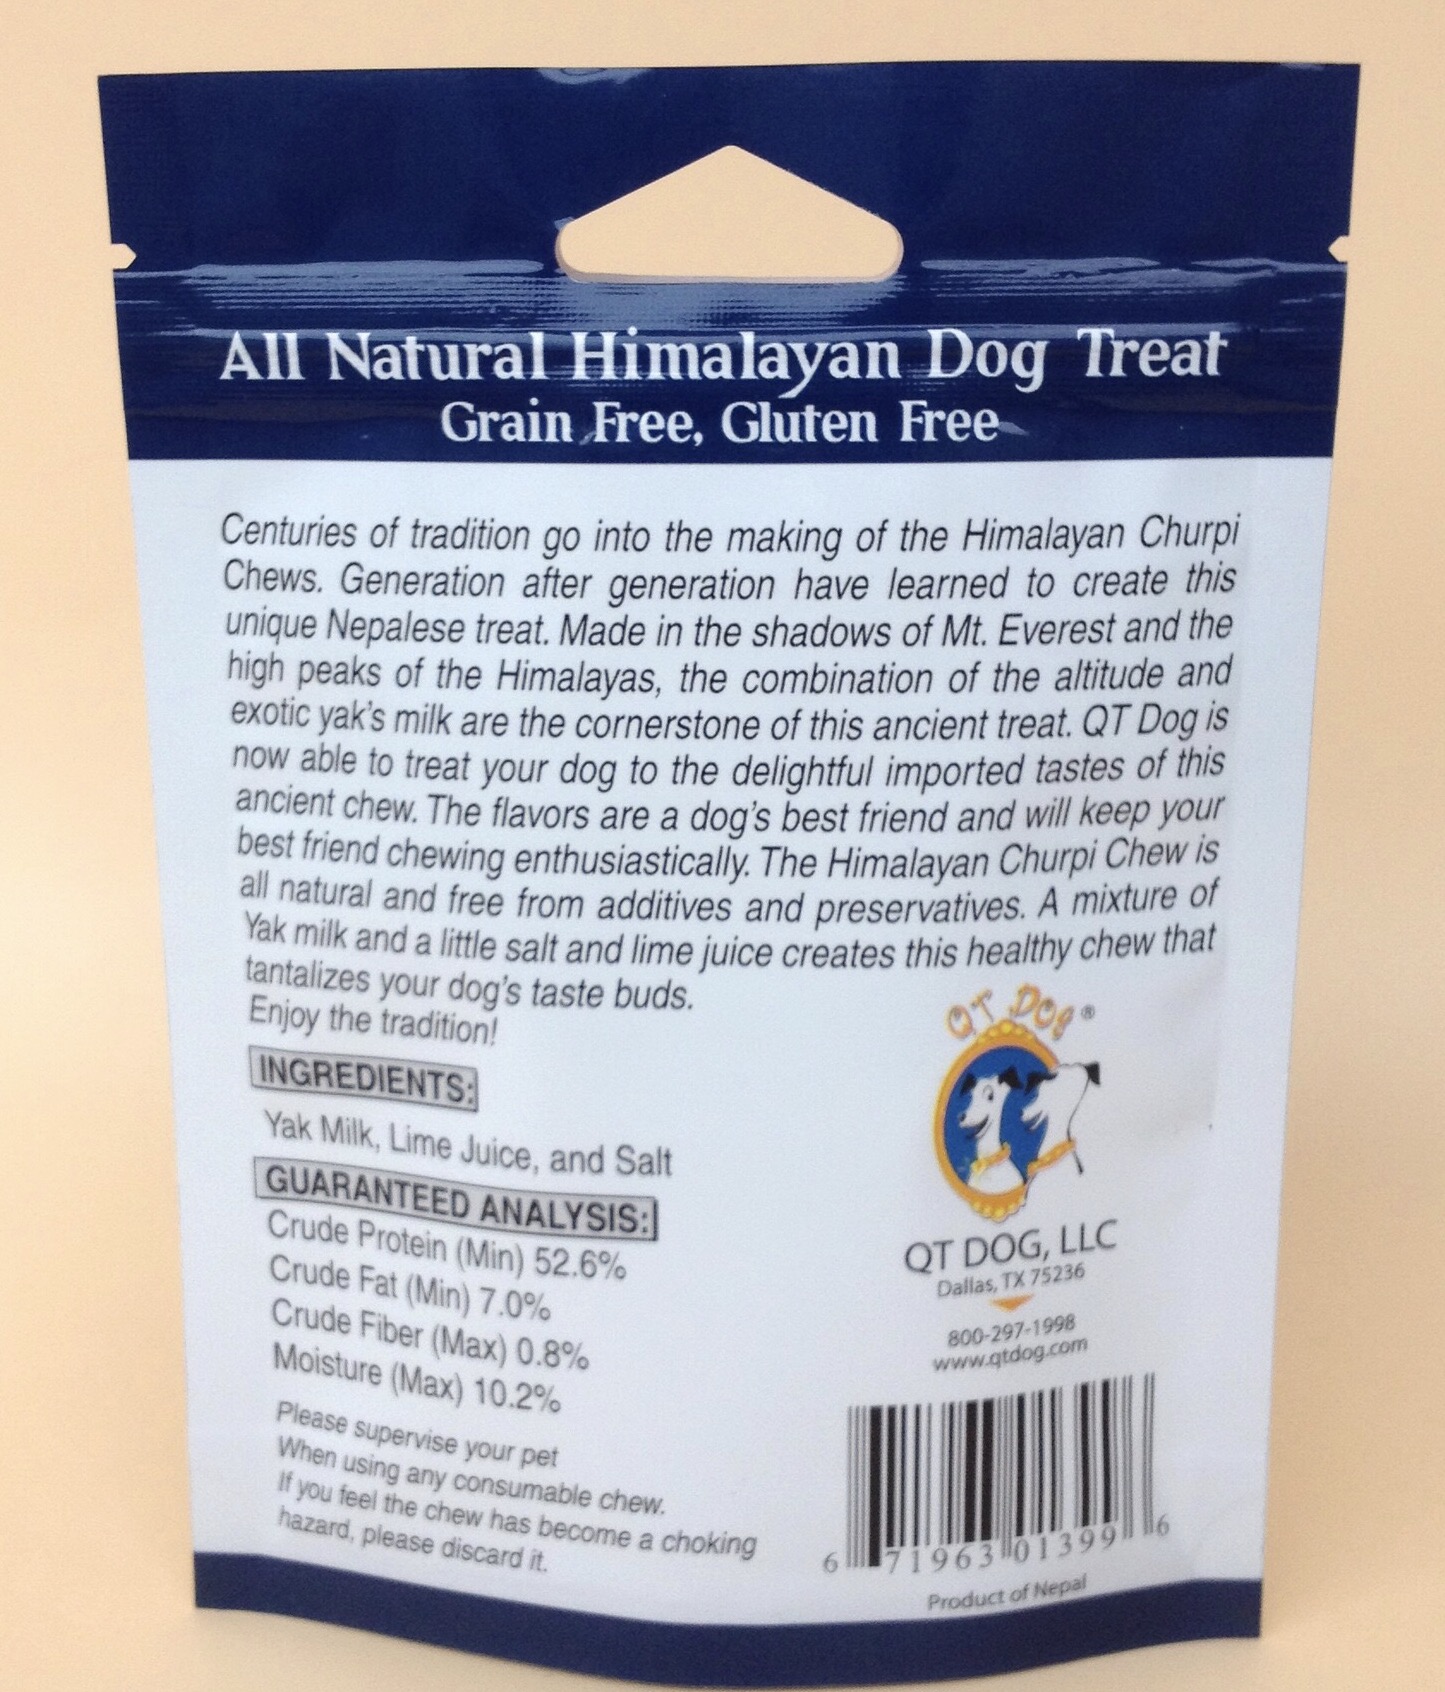 All Natural Himalayan Dog Treat
Grain Free, Gluten Free
Centuries of tradition go into the making of the Himalayan Churpi
Chews. Generation after generation have learned to create this
unique Nepalese treat. Made in the shadows of Mt. Everest and the
high peaks of the Himalayas, the combination of the altitude and
exotic yak's milk are the cornerstone of this ancient treat. QT Dog is
now able to treat your dog to the delightful imported tastes of this
ancient chew. The flavors are a dog's best friend and will keep your
best friend chewing enthusiastically. The Himalayan Churpi Chew is
all natural and free from additives and preservatives. A mixture of
Yak milk and a little salt and lime juice creates this healthy chew that
tantalizes your dog's taste buds.
Enjoy the tradition!
INGREDIENTS:
Yak Milk, Lime Juice, and Salt
GUARANTEED ANALYSIS:
Crude Protein (Min) 52.6%
Crude Fat (Min) 7.0%
Crude Fiber (Max) 0.8%
Moisture (Max) 10.2%
Please supervise your pet
When using any consumable chew.
If you feel the chew has become a choking
hazard, please discard it.
QT DOG ®
QT DOG, LLC
Dallas, TX 75236
800-297-1998
www.qtdog.com
6 71963 01399 6
Product of Nepal